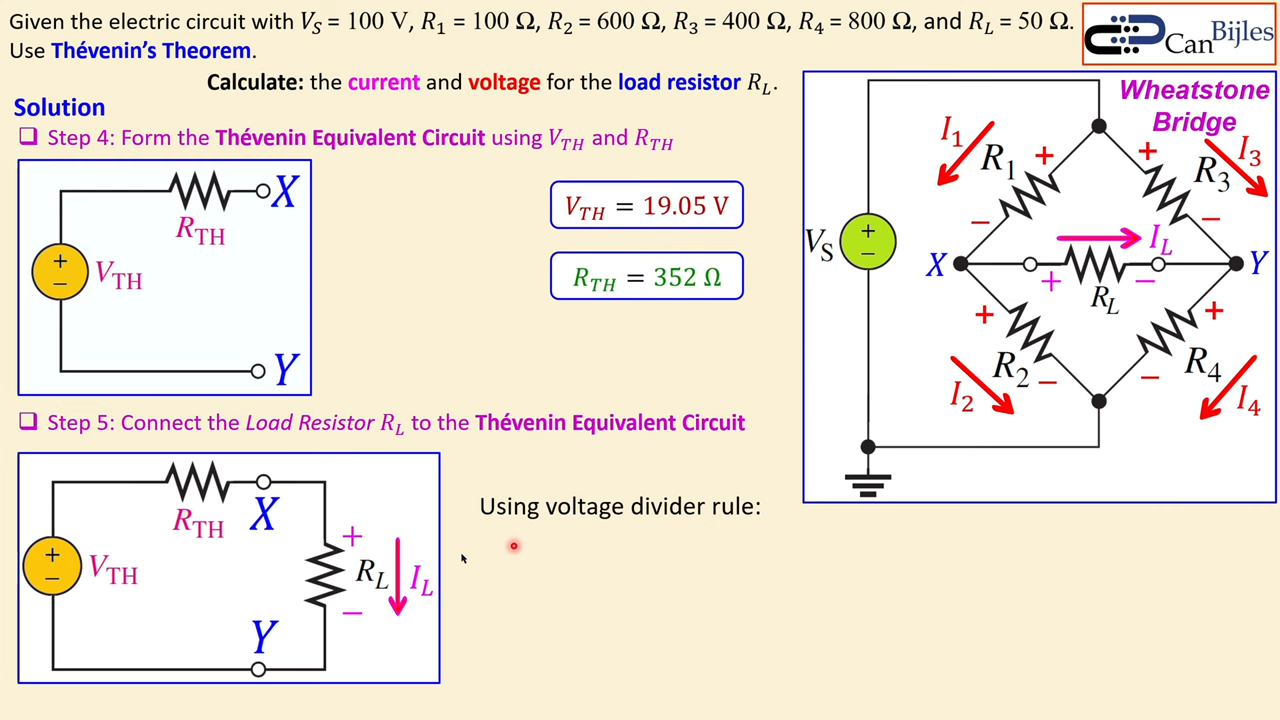 Given the electric circuit with V_S = 100 V, R_1 = 100 Ω, R_2 = 600 Ω, R_3 = 400 Ω, R_4 = 800 Ω, and R_L = 50 Ω.
Use Thévenin's Theorem.
CanBijles
Calculate: the current and voltage for the load resistor R_L.
Solution
❑ Step 4: Form the Thévenin Equivalent Circuit using V_TH and R_TH
R_TH
X
+
−
V_TH
Y
V_TH = 19.05 V
R_TH = 352 Ω
Wheatstone
Bridge
I_1
R_1
+
−
+
R_3
−
I_3
V_S
+
−
X
+
R_L
−
I_L
Y
+
R_2
−
I_2
+
R_4
−
I_4
❑ Step 5: Connect the Load Resistor R_L to the Thévenin Equivalent Circuit
R_TH
X
+
−
V_TH
+
R_L
−
I_L
Y
Using voltage divider rule: